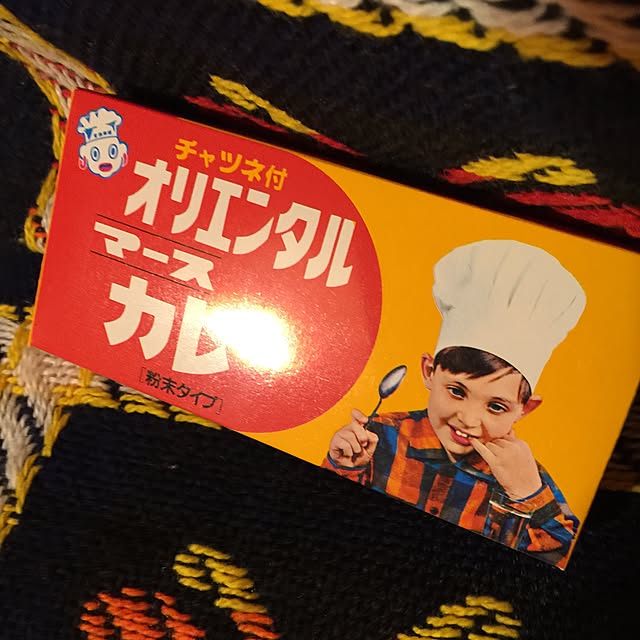 チャツネ付
オリエンタル
マース
カレー
[粉末タイプ]